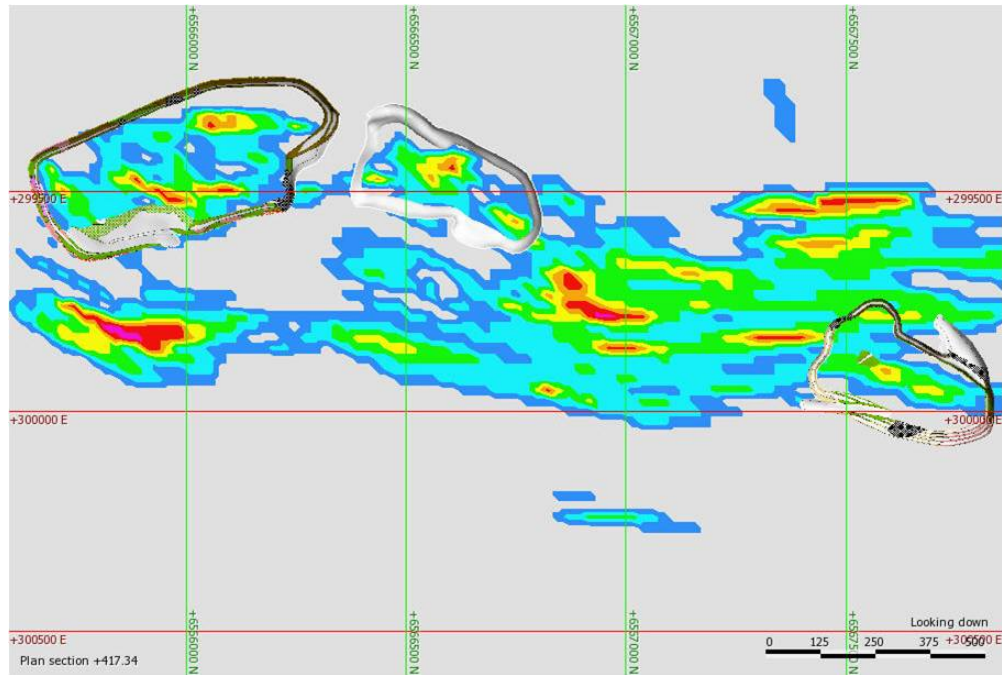 +6566000 N
+6566500 N
+6567000 N
+6567500 N
+299500 E
+299500 E
+300000 E
+300000 E
Looking down
0 125 250 375 500
+300500 E
+300500 E
Plan section +417.34
+6566000 N
+6566500 N
+6567000 N
+6567500 N